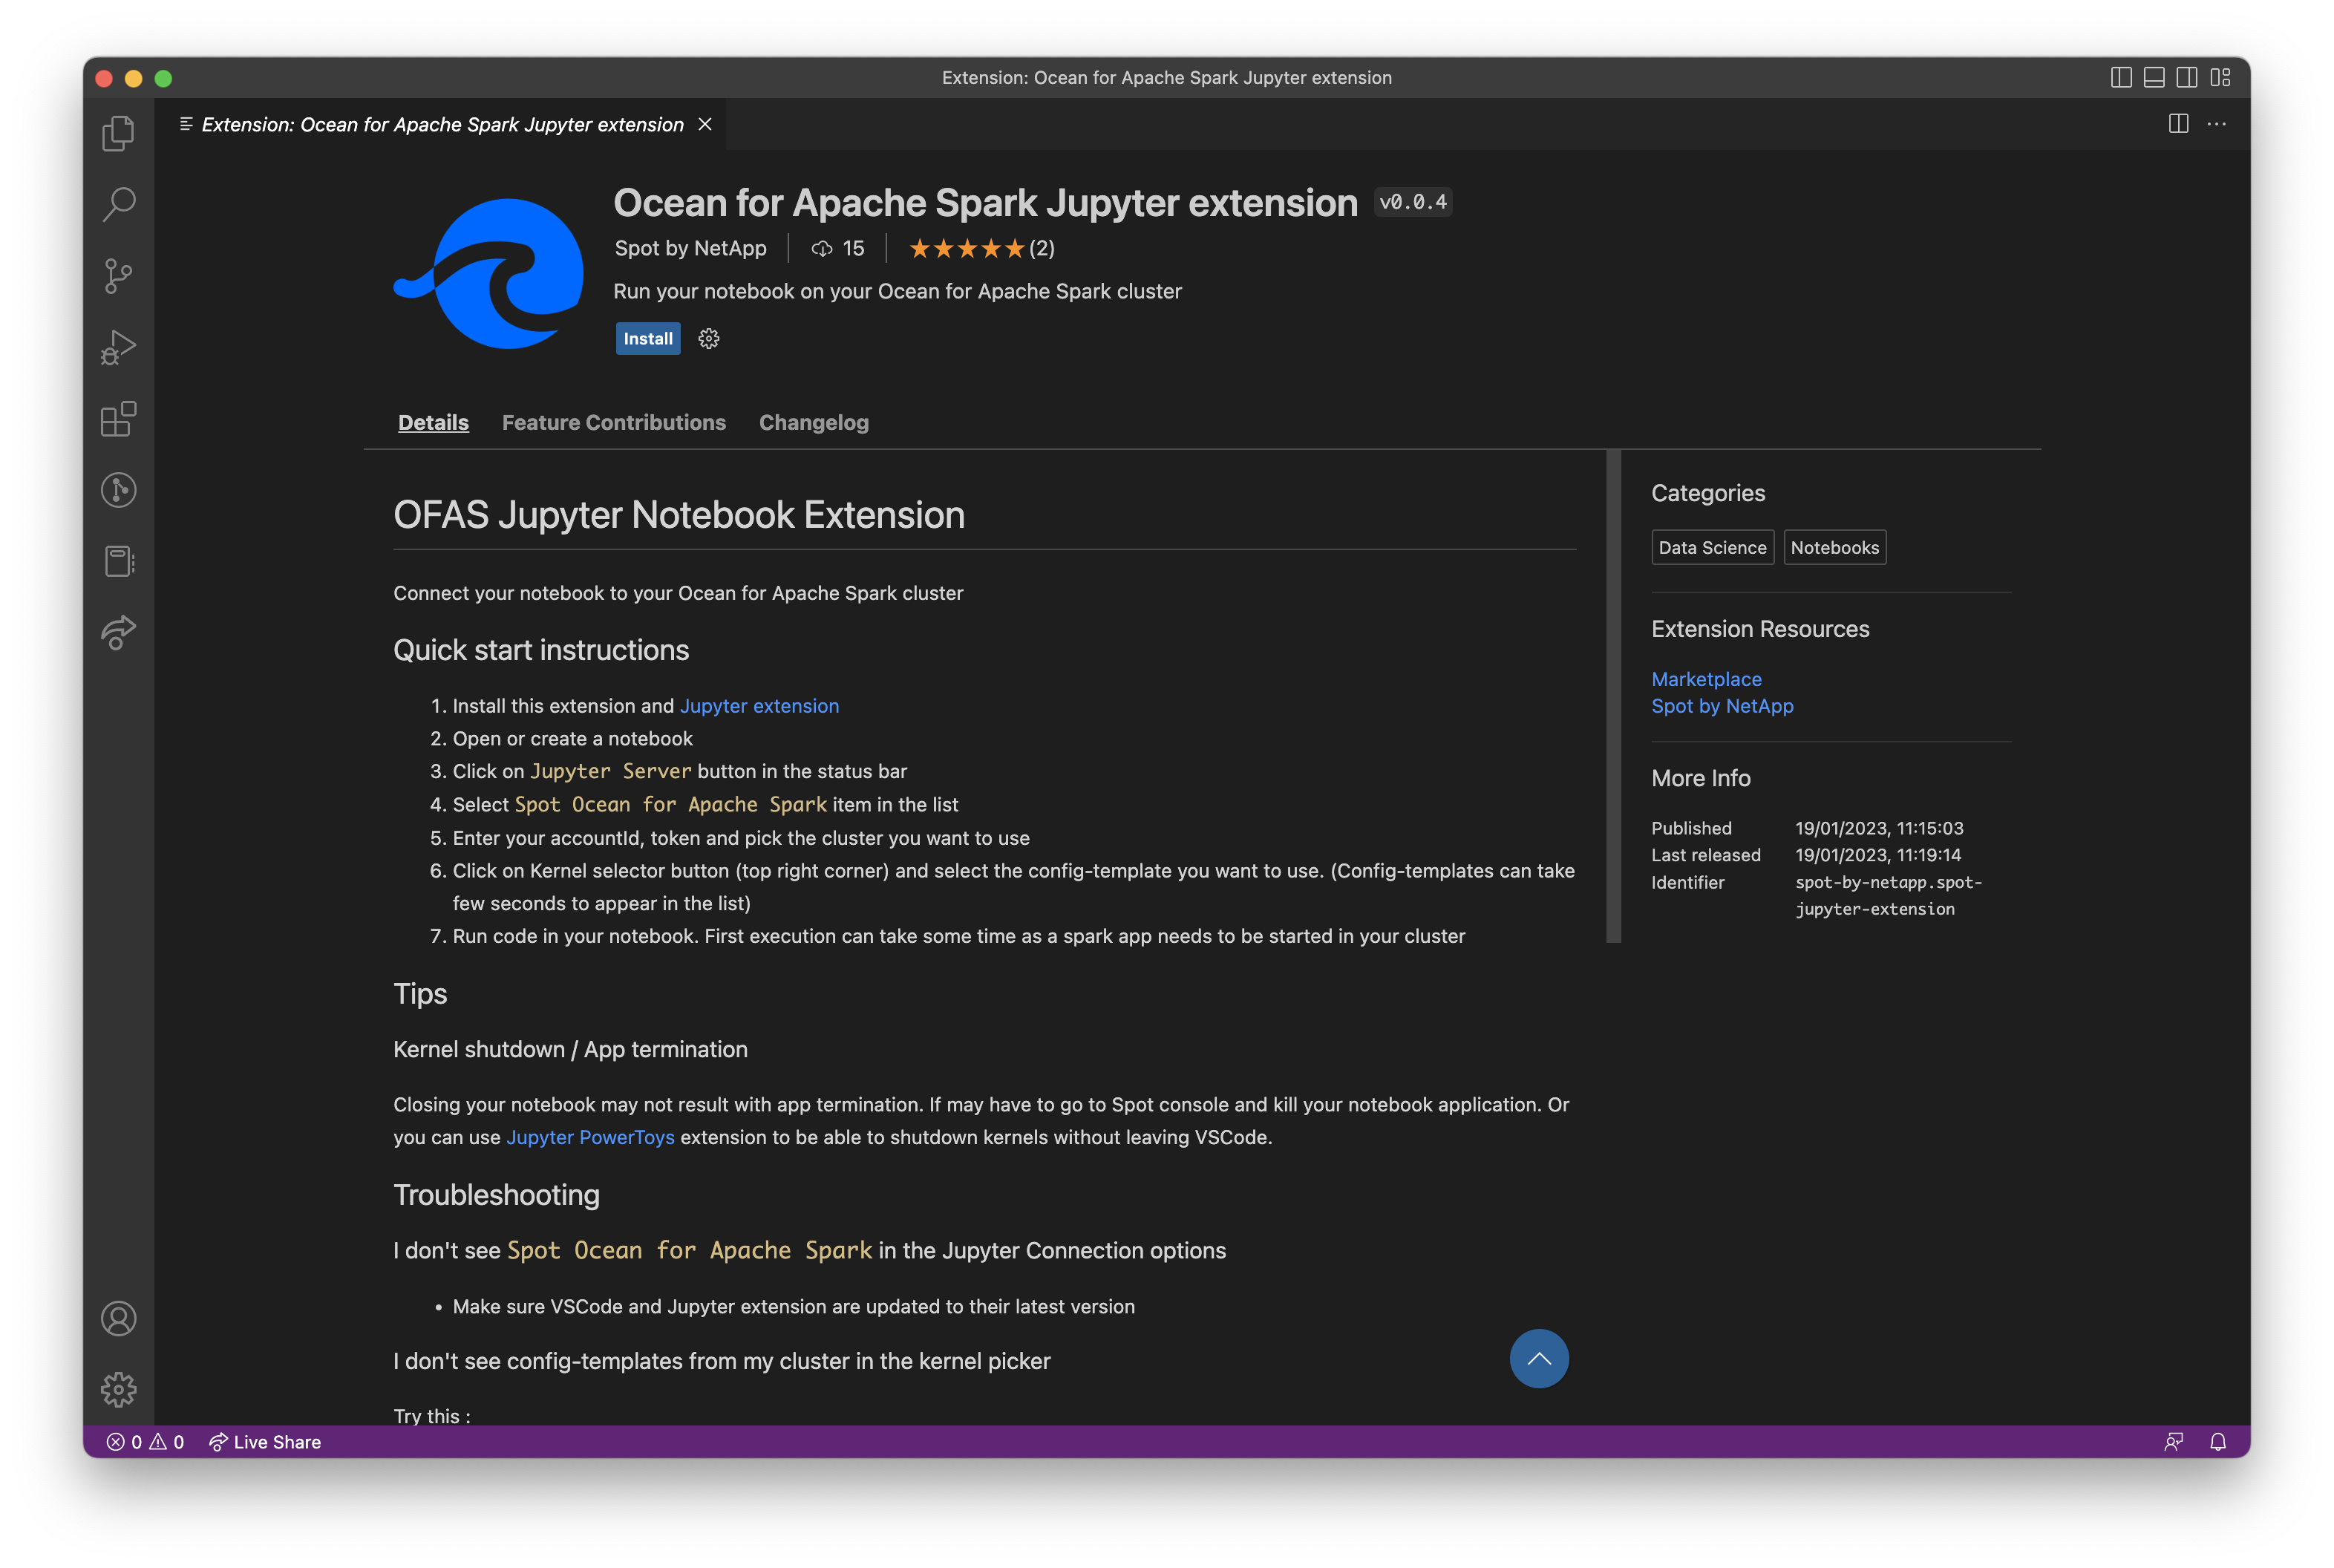 Extension: Ocean for Apache Spark Jupyter extension
Extension: Ocean for Apache Spark Jupyter extension
Ocean for Apache Spark Jupyter extension v0.0.4
Spot by NetApp 15 (2)
Run your notebook on your Ocean for Apache Spark cluster
Install
Details Feature Contributions Changelog
OFAS Jupyter Notebook Extension
Connect your notebook to your Ocean for Apache Spark cluster
Quick start instructions
1. Install this extension and Jupyter extension
2. Open or create a notebook
3. Click on Jupyter Server button in the status bar
4. Select Spot Ocean for Apache Spark item in the list
5. Enter your accountId, token and pick the cluster you want to use
6. Click on Kernel selector button (top right corner) and select the config-template you want to use. (Config-templates can take
few seconds to appear in the list)
7. Run code in your notebook. First execution can take some time as a spark app needs to be started in your cluster
Tips
Kernel shutdown / App termination
Closing your notebook may not result with app termination. If may have to go to Spot console and kill your notebook application. Or
you can use Jupyter PowerToys extension to be able to shutdown kernels without leaving VSCode.
Troubleshooting
I don't see Spot Ocean for Apache Spark in the Jupyter Connection options
• Make sure VSCode and Jupyter extension are updated to their latest version
I don't see config-templates from my cluster in the kernel picker
Try this :
Categories
Data Science Notebooks
Extension Resources
Marketplace
Spot by NetApp
More Info
Published 19/01/2023, 11:15:03
Last released 19/01/2023, 11:19:14
Identifier spot-by-netapp.spot-
jupyter-extension
0 0 Live Share